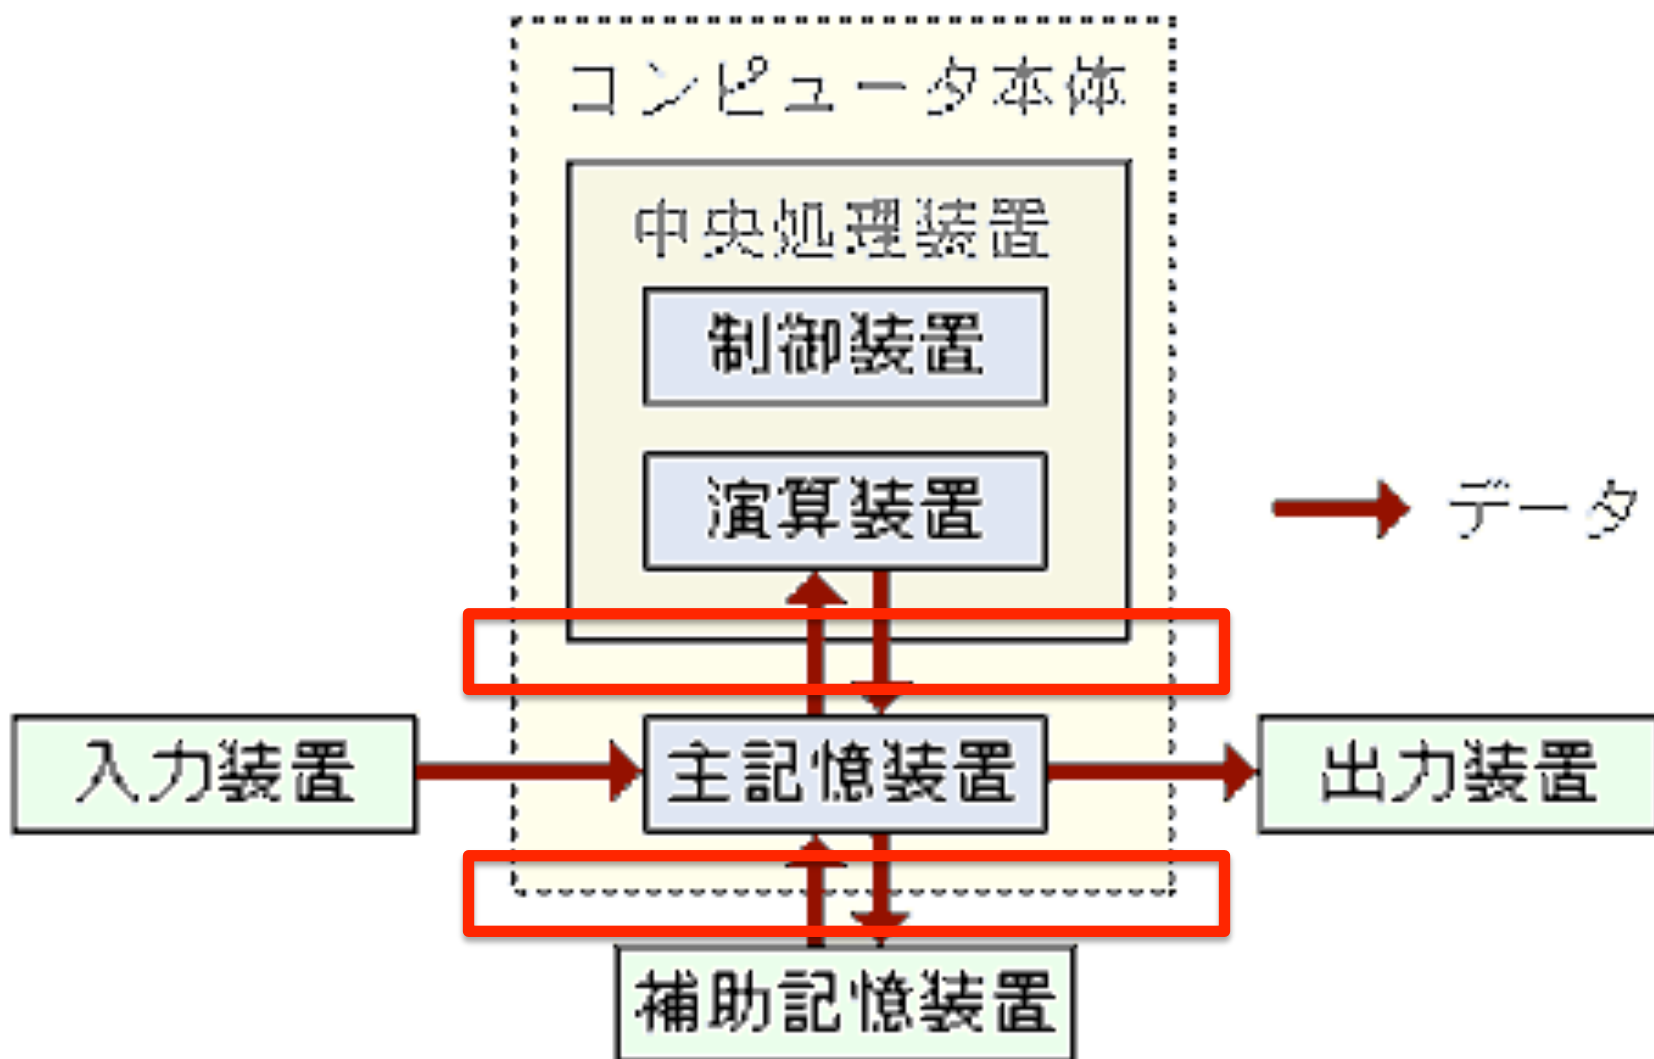 コンピュータ本体
中央処理装置
制御装置
演算装置
データ
入力装置
主記憶装置
出力装置
補助記憶装置